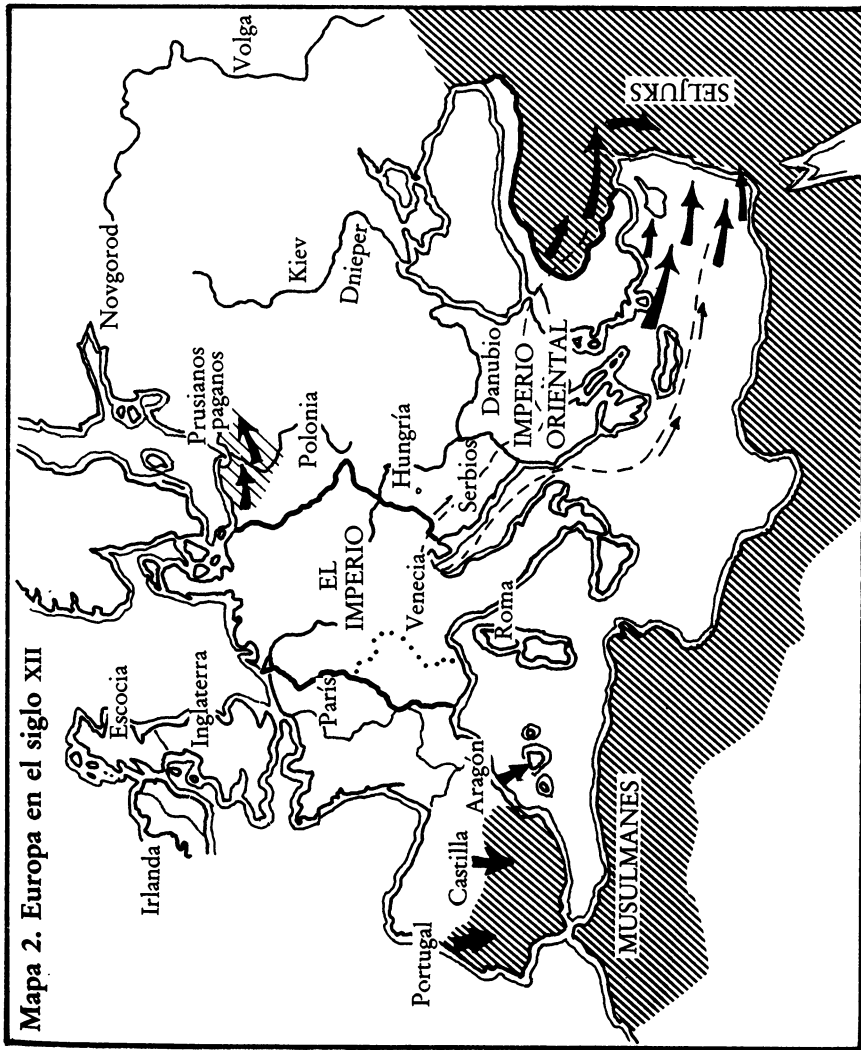 Mapa 2. Europa en el siglo XII
Escocia
Irlanda
Inglaterra
Novgorod
Volga
Prusianos
paganos
Polonia
Kiev
Dnieper
EL
IMPERIO
París
Hungría
Venecia
Serbios
Danubio
IMPERIO
ORIENTAL
Roma
Aragón
Castilla
Portugal
SELJUKS
MUSULMANES